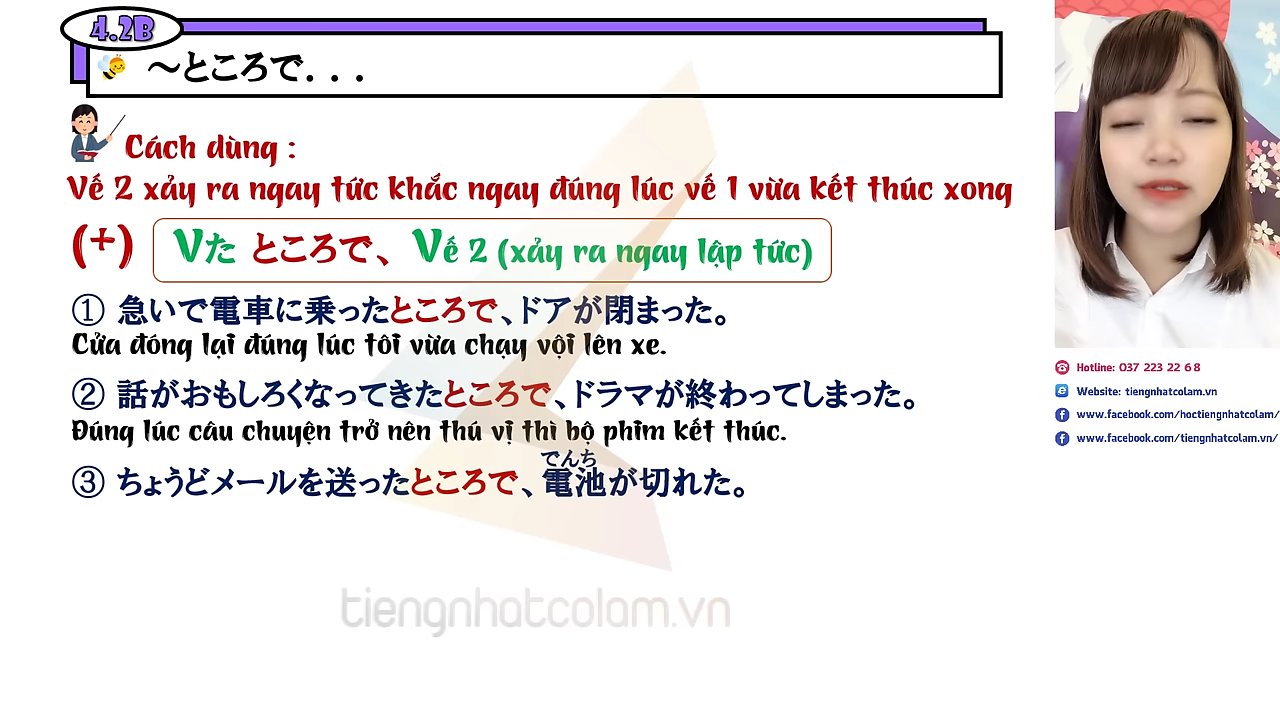 4.2B
～ところで. . .
Cách dùng :
Vế 2 xảy ra ngay tức khắc ngay đúng lúc vế 1 vừa kết thúc xong
(+) Vた ところで、 Vế 2 (xảy ra ngay lập tức)
① 急いで電車に乗ったところで、ドアが閉まった。
Cửa đóng lại đúng lúc tôi vừa chạy vội lên xe.
② 話がおもしろくなってきたところで、ドラマが終わってしまった。
Đúng lúc câu chuyện trở nên thú vị thì bộ phim kết thúc.
でんち
③ ちょうどメールを送ったところで、電池が切れた。
tiengnhatcolam.vn
Hotline: 037 223 22 6 8
Website: tiengnhatcolam.vn
www.facebook.com/hoctiengnhatcolam/
www.facebook.com/tiengnhatcolam.vn/